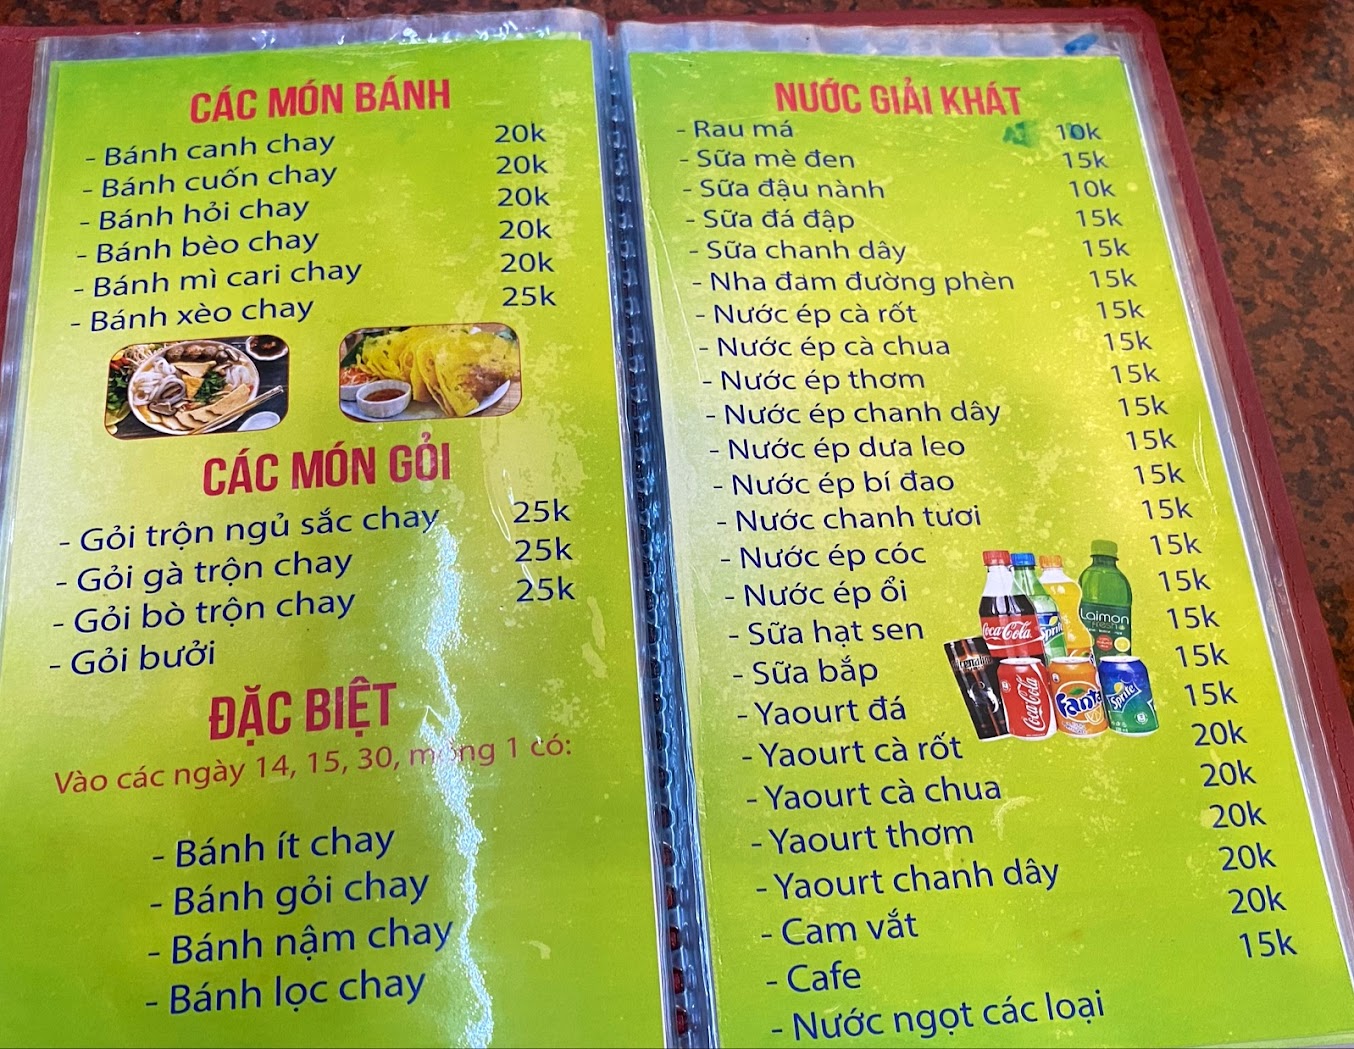 CÁC MÓN BÁNH
- Bánh canh chay 20k
- Bánh cuốn chay 20k
- Bánh hỏi chay 20k
- Bánh bèo chay 20k
- Bánh mì cari chay 20k
- Bánh xèo chay 25k
CÁC MÓN GỎI
- Gỏi trộn ngủ sắc chay 25k
- Gỏi gà trộn chay 25k
- Gỏi bò trộn chay 25k
- Gỏi bưởi
ĐẶC BIỆT
Vào các ngày 14, 15, 30, mồng 1 có:
- Bánh ít chay
- Bánh gỏi chay
- Bánh nậm chay
- Bánh lọc chay
NƯỚC GIẢI KHÁT
- Rau má 10k
- Sữa mè đen 15k
- Sữa đậu nành 10k
- Sữa đá đập 15k
- Sữa chanh dây 15k
- Nha đam đường phèn 15k
- Nước ép cà rốt 15k
- Nước ép cà chua 15k
- Nước ép thơm 15k
- Nước ép chanh dây 15k
- Nước ép dưa leo 15k
- Nước ép bí đao 15k
- Nước chanh tươi 15k
- Nước ép cóc 15k
- Nước ép ổi 15k
- Sữa hạt sen 15k
- Sữa bắp 15k
- Yaourt đá 15k
- Yaourt cà rốt 20k
- Yaourt cà chua 20k
- Yaourt thơm 20k
- Yaourt chanh dây 20k
- Cam vắt 20k
- Cafe 15k
- Nước ngọt các loại
Coca-Cola
Sprite
Laimon
Coca-Cola
Fanta
Sprite